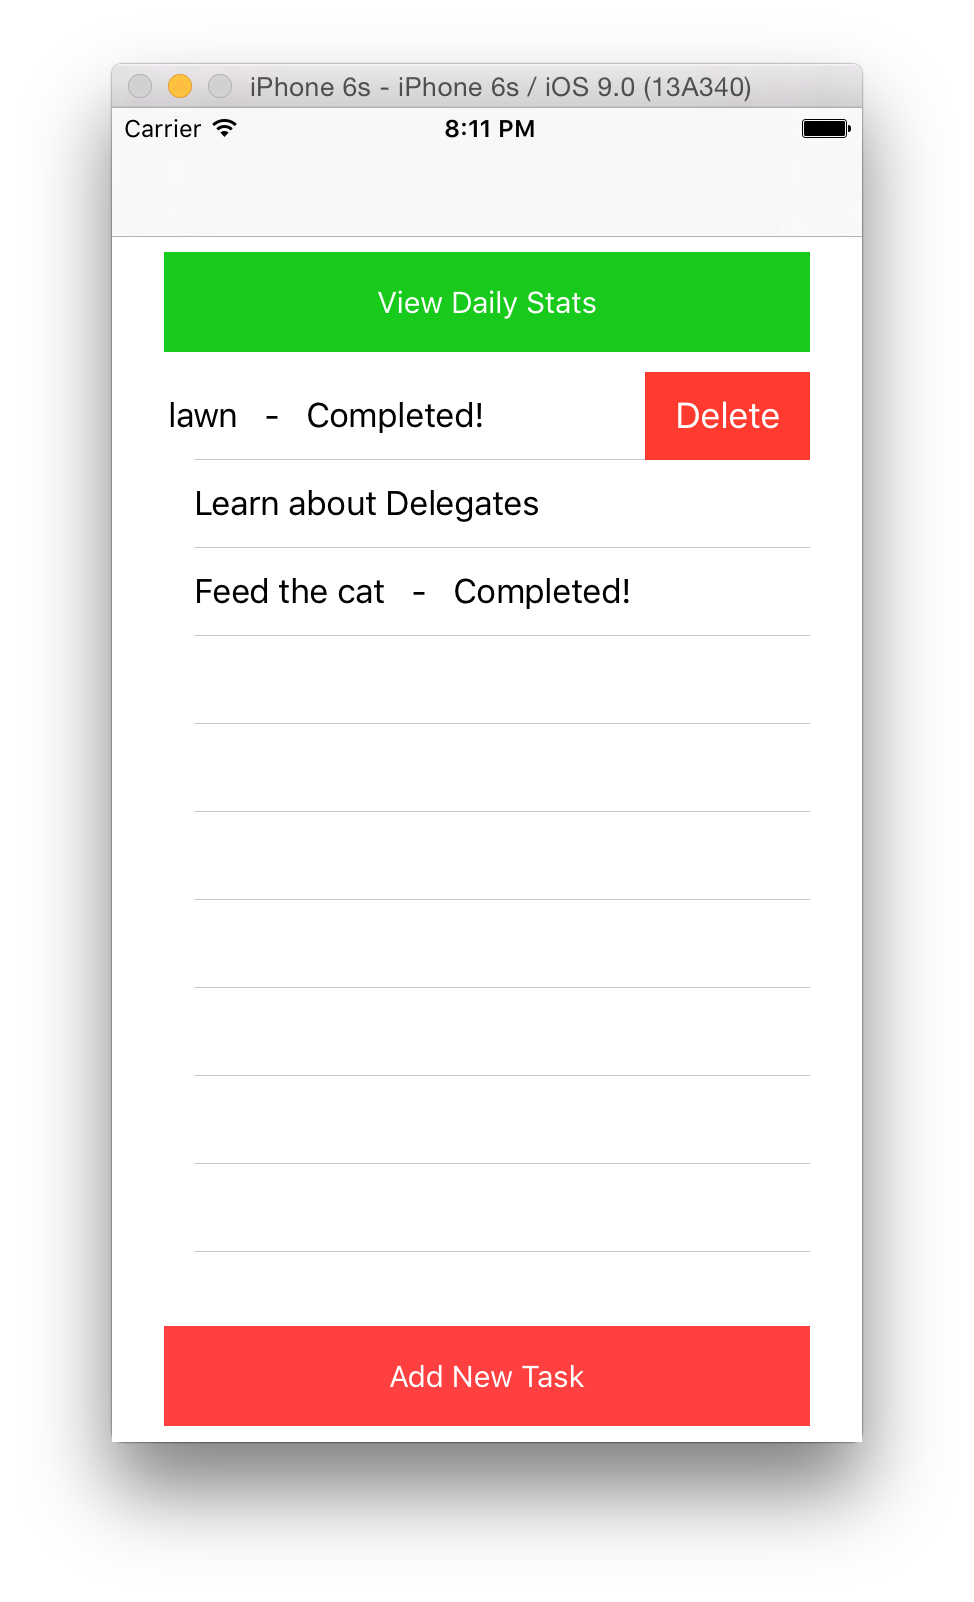 iPhone 6s - iPhone 6s / iOS 9.0 (13A340)
Carrier 8:11 PM
View Daily Stats
lawn - Completed! Delete
Learn about Delegates
Feed the cat - Completed!
Add New Task